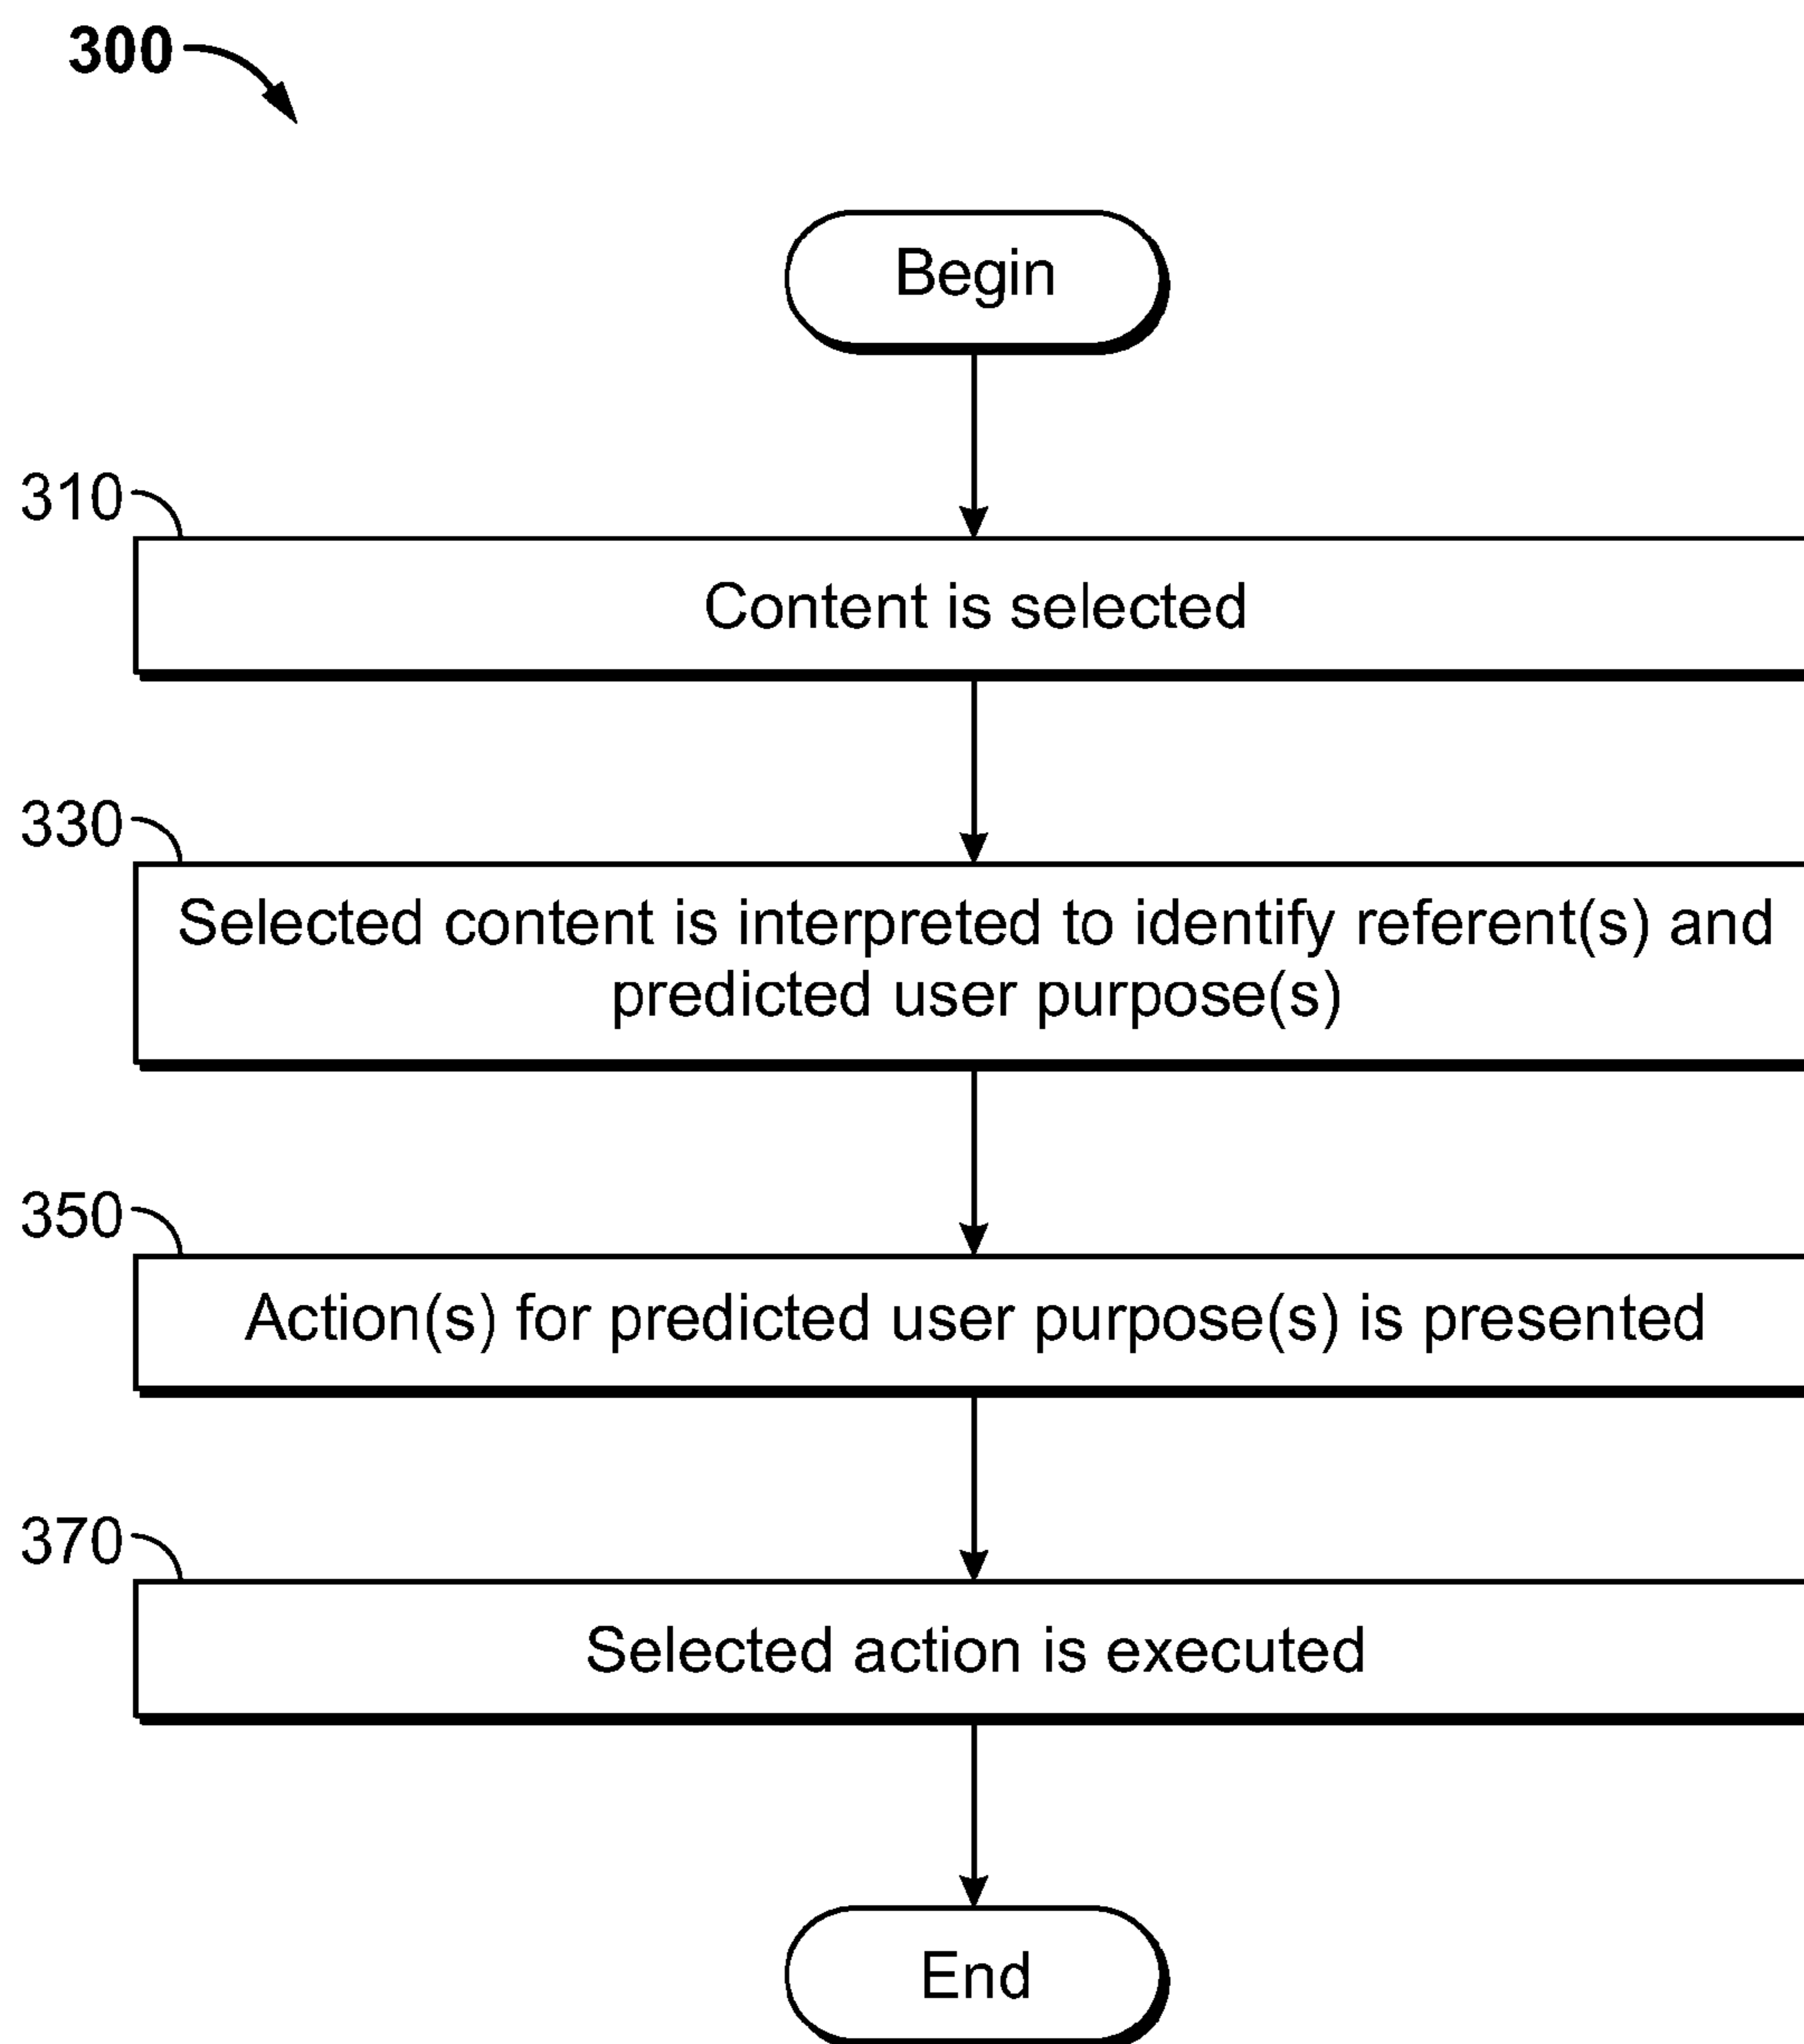 300
Begin
310
Content is selected
330
Selected content is interpreted to identify referent(s) and
predicted user purpose(s)
350
Action(s) for predicted user purpose(s) is presented
370
Selected action is executed
End